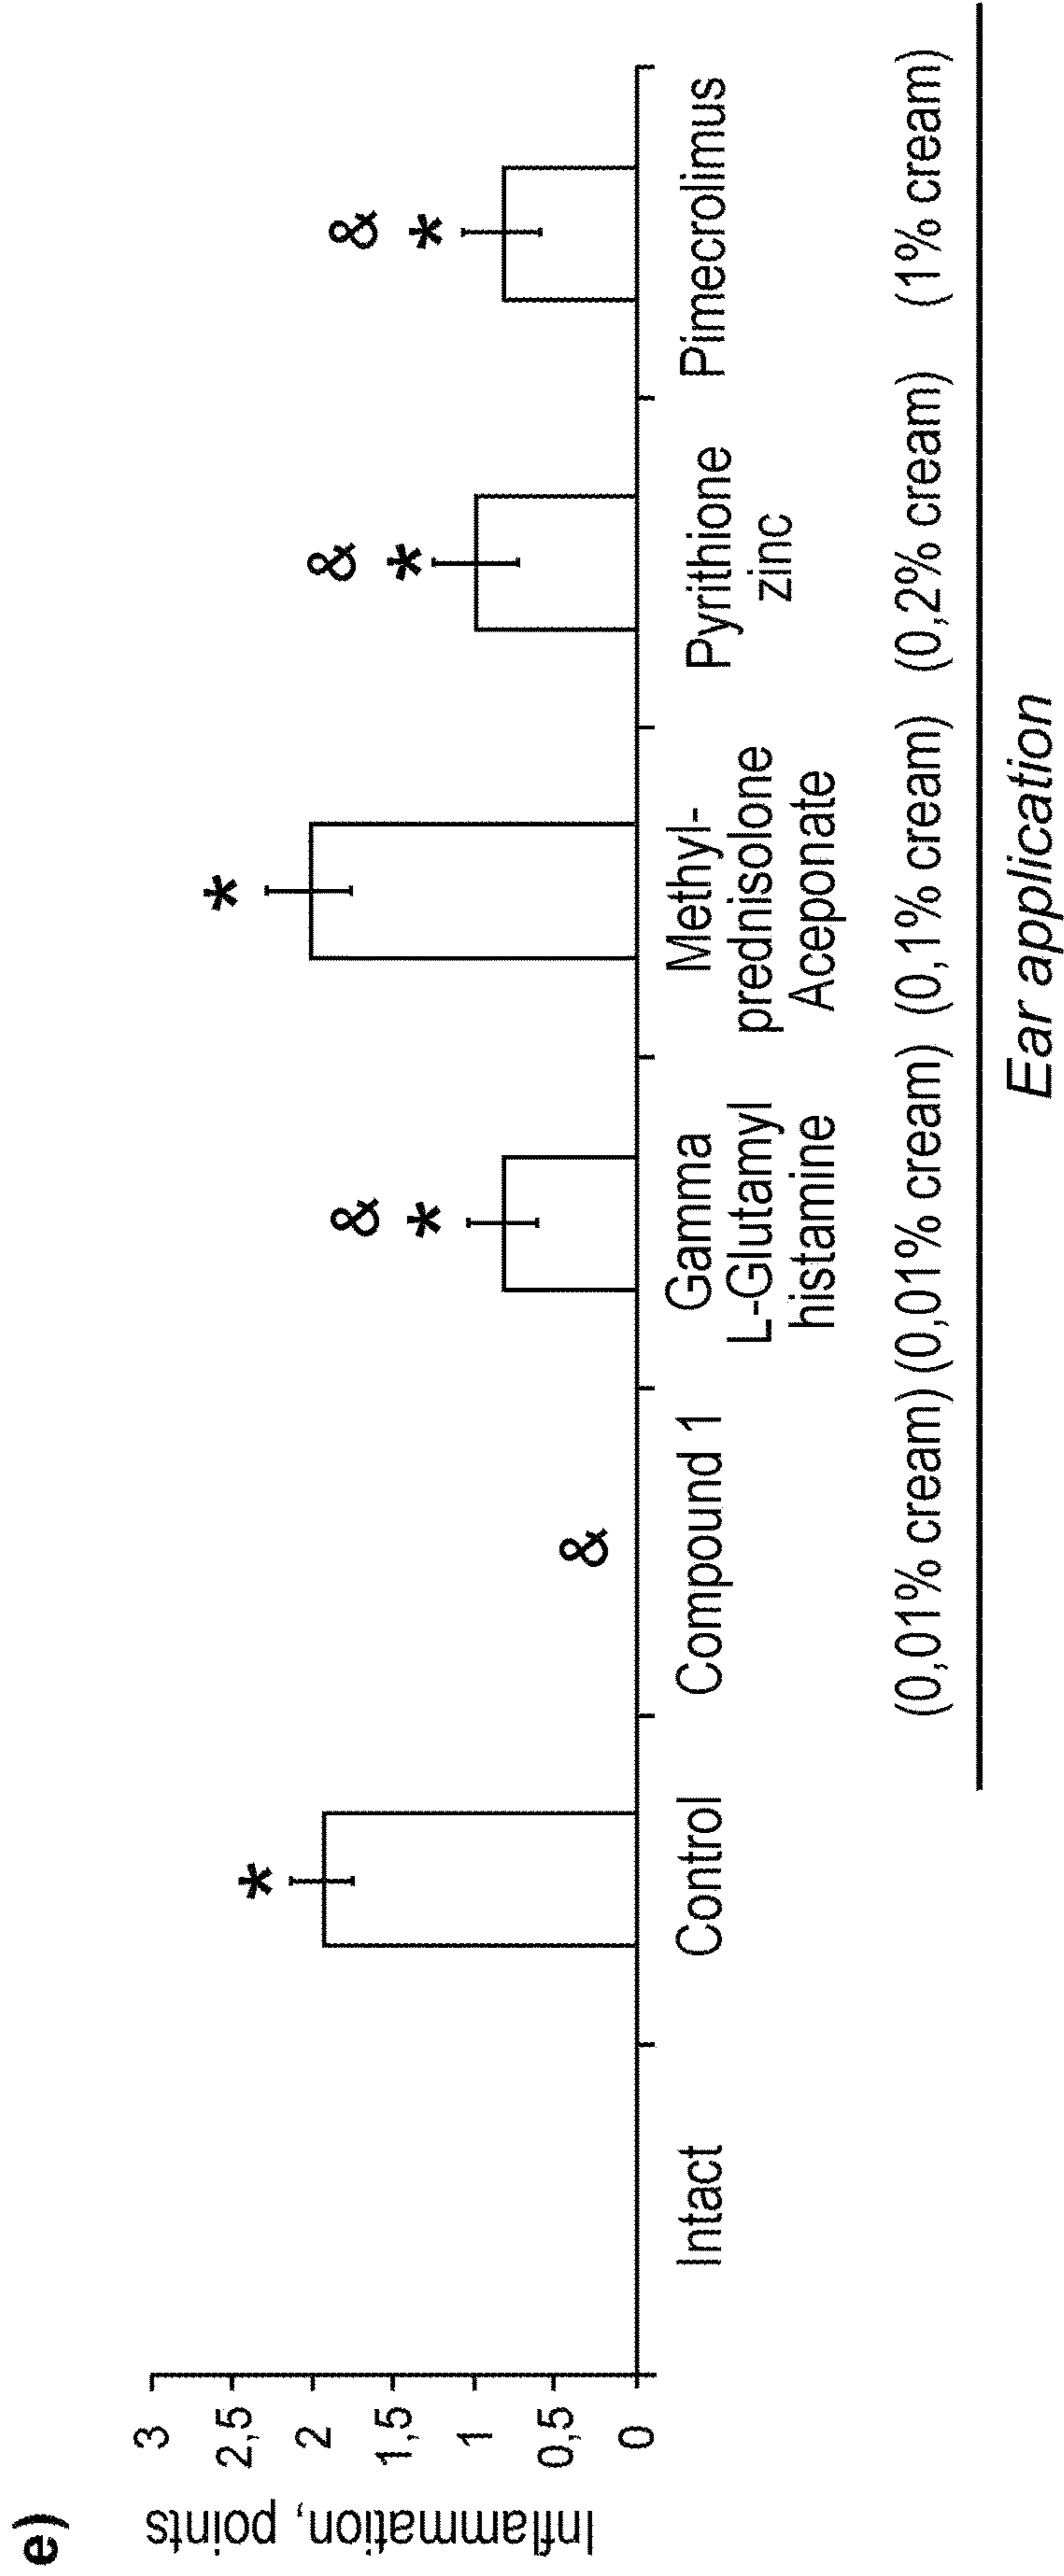 e)
Inflammation, points
3
2,5
2
1,5
1
0,5
0
*
&
& *
*
& *
& *
Intact
Control
Compound 1
Gamma
L-Glutamyl
histamine
Methyl-
prednisolone
Aceponate
Pyrithione
zinc
Pimecrolimus
(0,01% cream) (0,01% cream) (0,1% cream) (0,2% cream) (1% cream)
Ear application